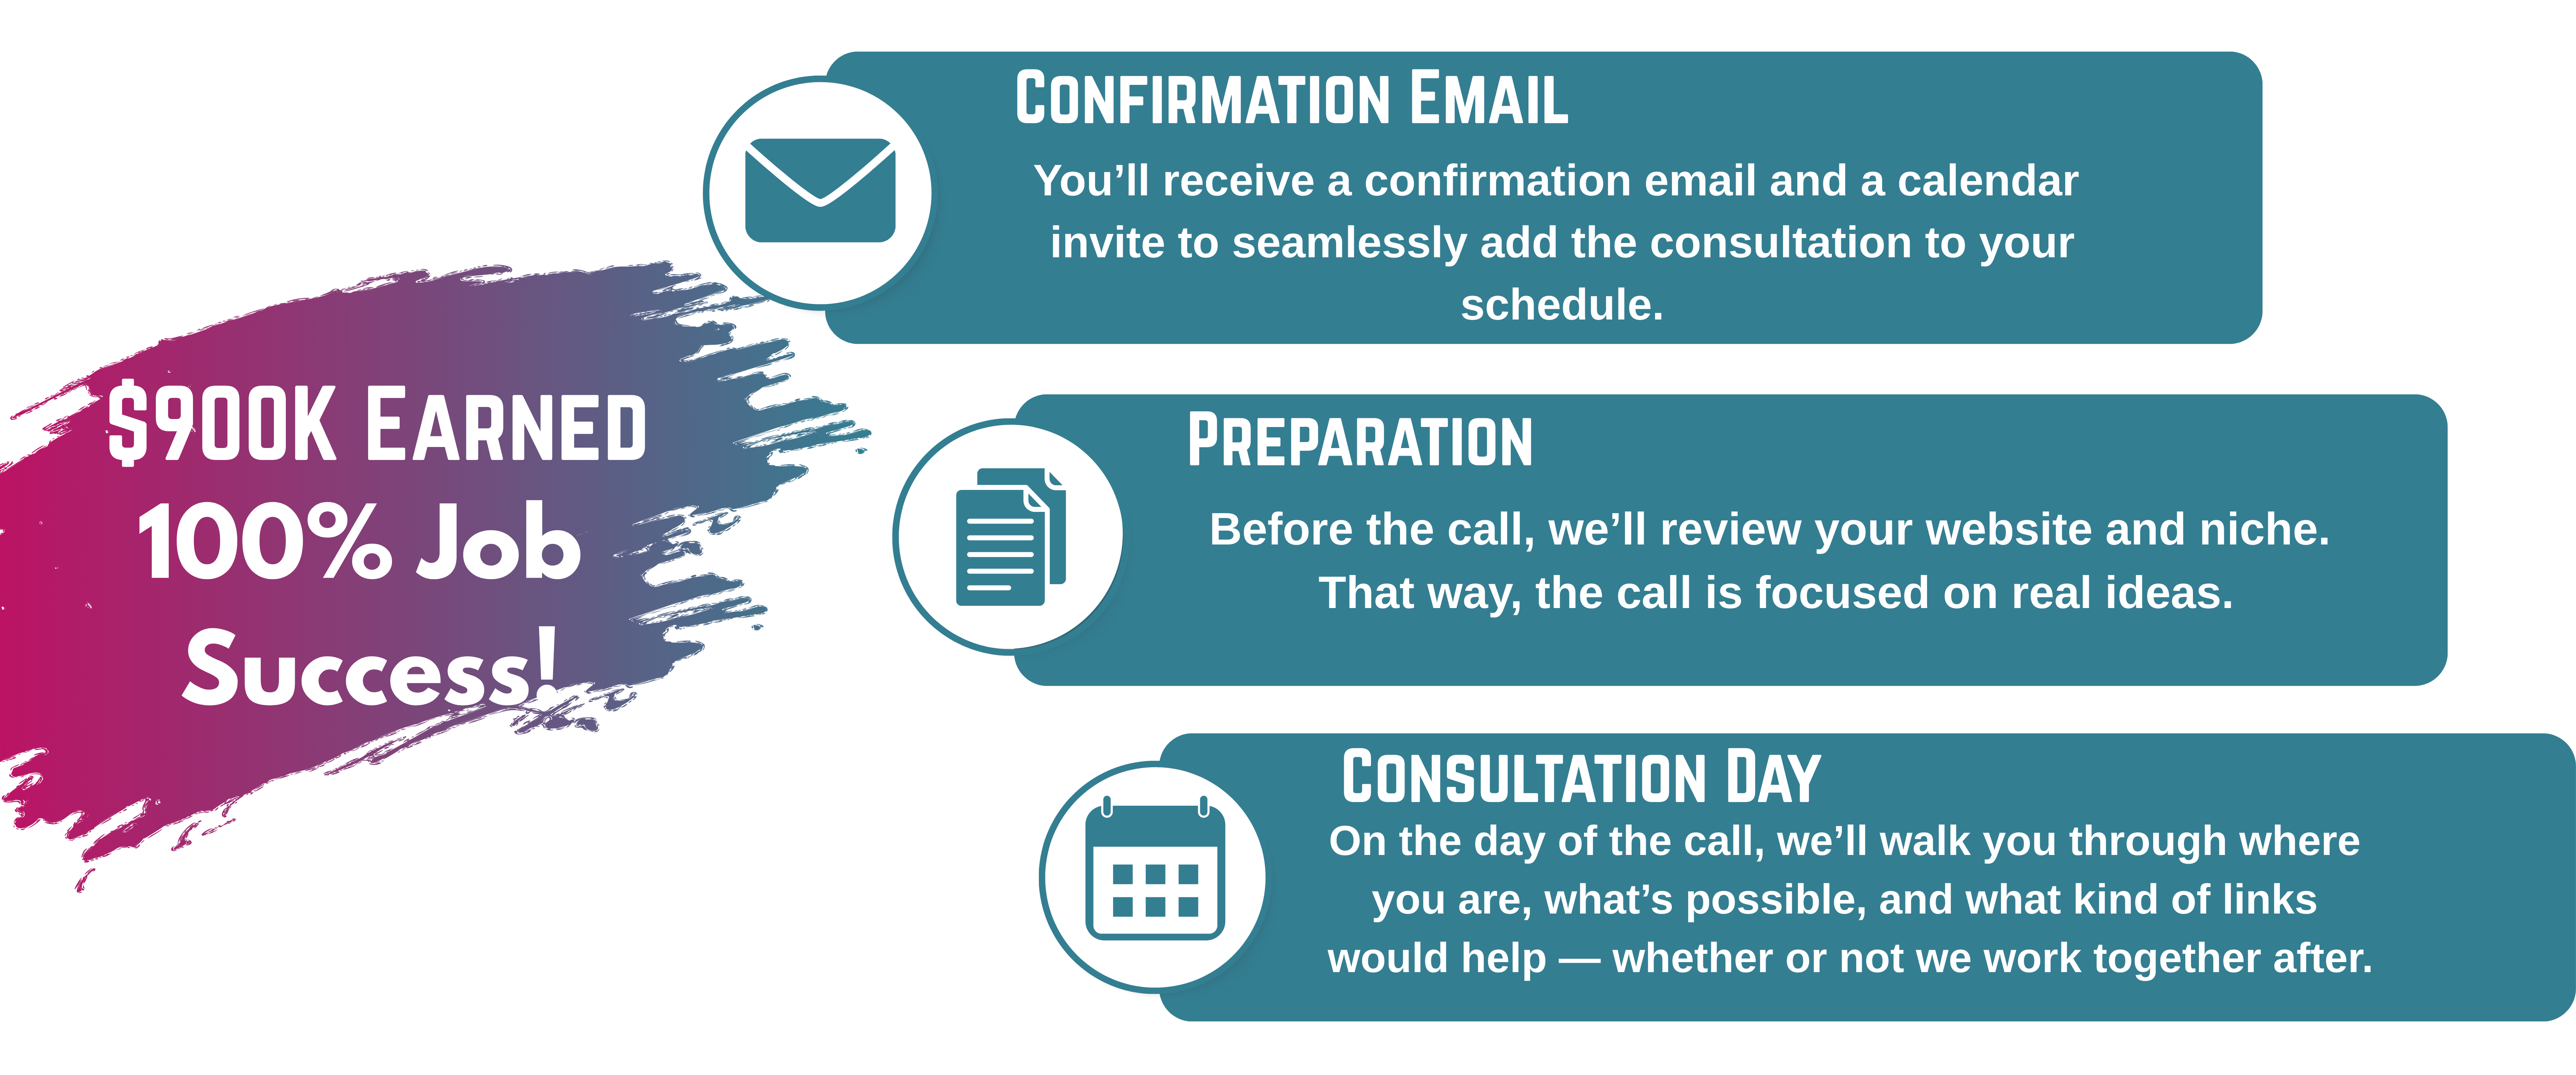 $900K Earned
100% Job
Success!
Confirmation Email
You’ll receive a confirmation email and a calendar
invite to seamlessly add the consultation to your
schedule.
Preparation
Before the call, we’ll review your website and niche.
That way, the call is focused on real ideas.
Consultation Day
On the day of the call, we’ll walk you through where
you are, what’s possible, and what kind of links
would help — whether or not we work together after.